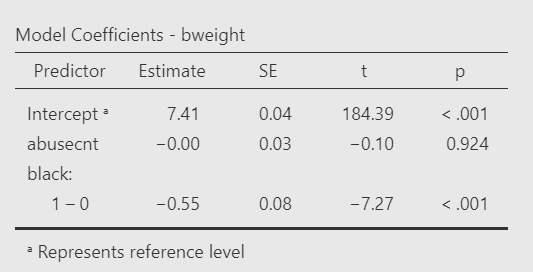 Model Coefficients - bweight
Predictor Estimate SE t p
Intercept ᵃ 7.41 0.04 184.39 < .001
abusecnt −0.00 0.03 −0.10 0.924
black:
1 – 0 −0.55 0.08 −7.27 < .001
ᵃ Represents reference level